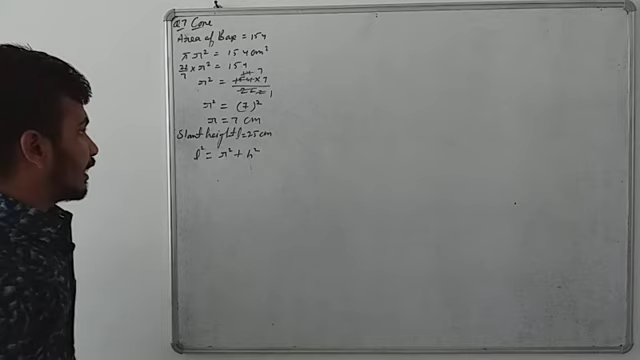 Q7 Cone
Area of Base = 154
π r² = 154 cm²
22/7 × r² = 154
r² = 154 × 7 / 22
r² = (7)²
r = 7 cm
Slant height l = 25 cm
l² = r² + h²